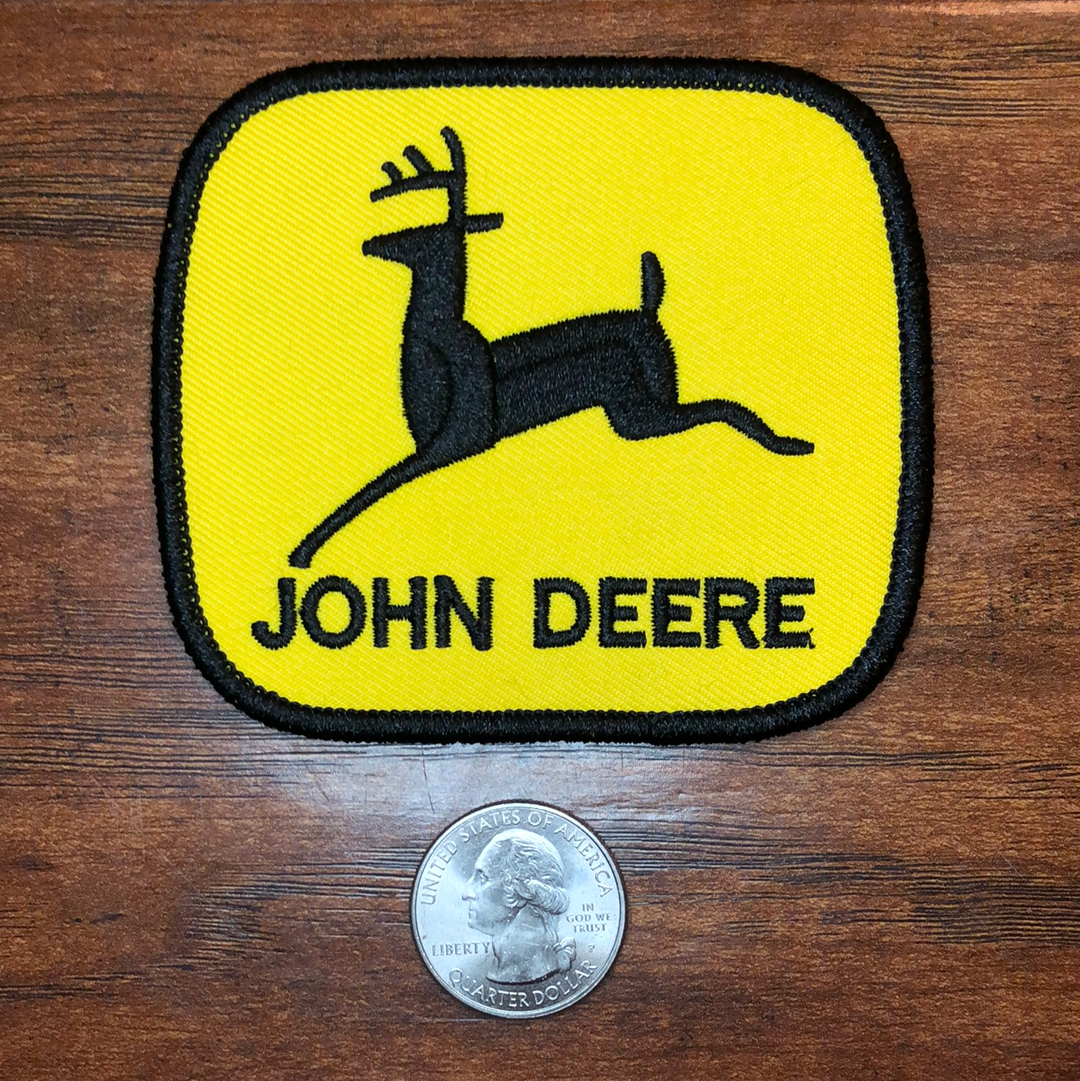 JOHN DEERE
UNITED STATES OF AMERICA
IN
GOD WE
TRUST
LIBERTY
P
QUARTER DOLLAR